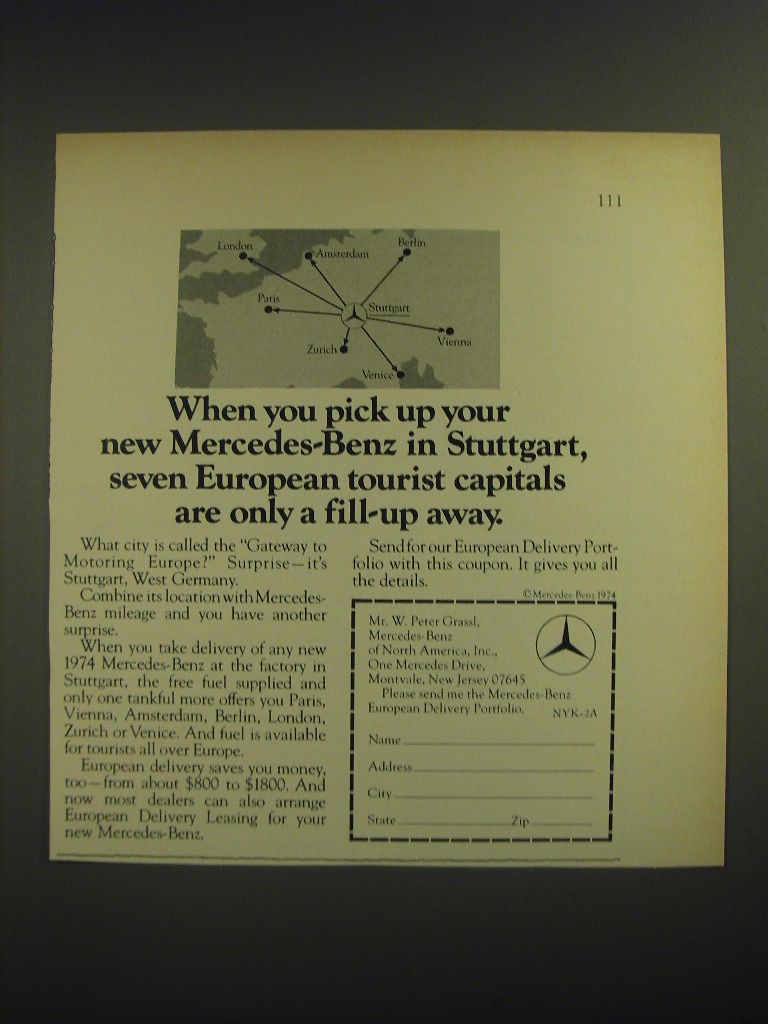 111
London
Amsterdam
Berlin
Paris
Stuttgart
Zurich
Vienna
Venice
When you pick up your
new Mercedes-Benz in Stuttgart,
seven European tourist capitals
are only a fill-up away.
What city is called the "Gateway to
Motoring Europe?" Surprise—it's
Stuttgart, West Germany.
Combine its location with Mercedes-
Benz mileage and you have another
surprise.
When you take delivery of any new
1974 Mercedes-Benz at the factory in
Stuttgart, the free fuel supplied and
only one tankful more offers you Paris,
Vienna, Amsterdam, Berlin, London,
Zurich or Venice. And fuel is available
for tourists all over Europe.
European delivery saves you money,
too—from about $800 to $1800. And
now most dealers can also arrange
European Delivery Leasing for your
new Mercedes-Benz.
Send for our European Delivery Port-
folio with this coupon. It gives you all
the details.
© Mercedes-Benz 1974
Mr. W. Peter Grassl,
Mercedes-Benz
of North America, Inc.,
One Mercedes Drive,
Montvale, New Jersey 07645
Please send me the Mercedes-Benz
European Delivery Portfolio.
NYK-2A
Name
Address
City
State Zip